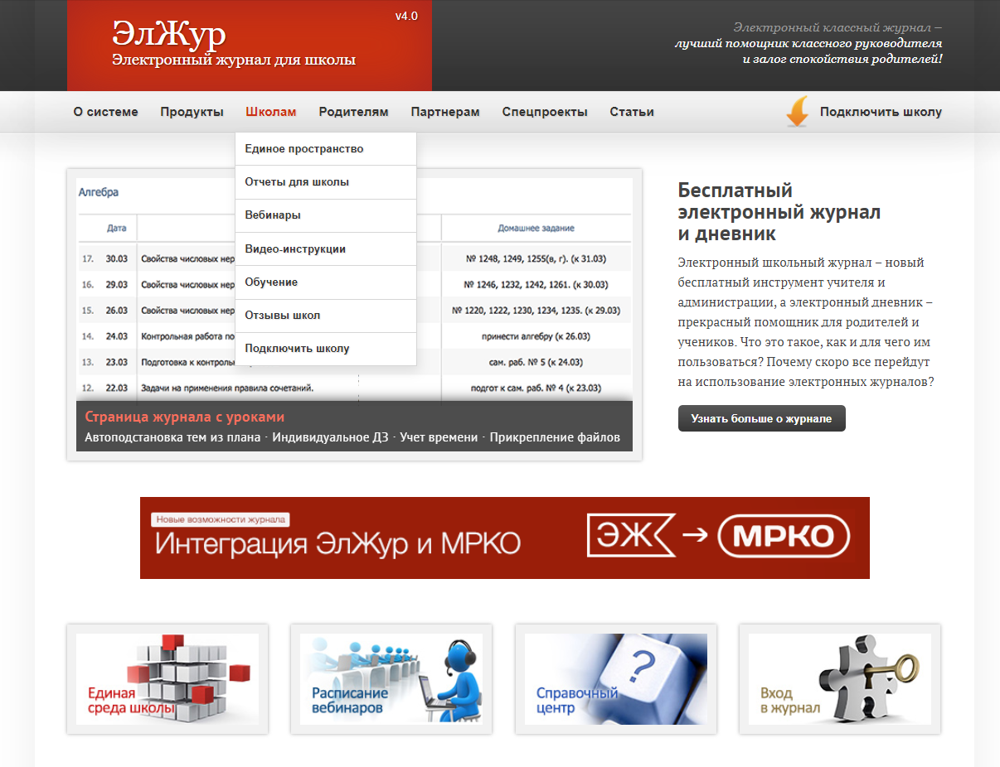 v4.0
ЭлЖур
Электронный журнал для школы
Электронный классный журнал –
лучший помощник классного руководителя
и залог спокойствия родителей!
О системе Продукты Школам Родителям Партнерам Спецпроекты Статьи Подключить школу
Единое пространство
Отчеты для школы
Вебинары
Видео-инструкции
Обучение
Отзывы школ
Подключить школу
Алгебра
Дата Домашнее задание
17. 30.03 Свойства числовых нер № 1248, 1249, 1255(в, г). (к 31.03)
16. 29.03 Свойства числовых нер № 1246, 1232, 1242, 1261. (к 30.03)
15. 26.03 Свойства числовых нер № 1220, 1222, 1230, 1234, 1235. (к 29.03)
14. 24.03 Контрольная работа по принести алгебру (к 26.03)
13. 23.03 Подготовка к контроль сам. раб. № 5 (к 24.03)
12. 22.03 Задачи на применения правила сочетаний. подгот к сам. раб. № 4 (к 23.03)
Страница журнала с уроками
Автоподстановка тем из плана · Индивидуальное ДЗ · Учет времени · Прикрепление файлов
Бесплатный
электронный журнал
и дневник
Электронный школьный журнал – новый
бесплатный инструмент учителя и
администрации, а электронный дневник –
прекрасный помощник для родителей и
учеников. Что это такое, как и для чего им
пользоваться? Почему скоро все перейдут
на использование электронных журналов?
Узнать больше о журнале
Новые возможности журнала
Интеграция ЭлЖур и МРКО
ЭЖ → МРКО
Единая
среда школы
Расписание
вебинаров
?
Справочный
центр
Вход
в журнал